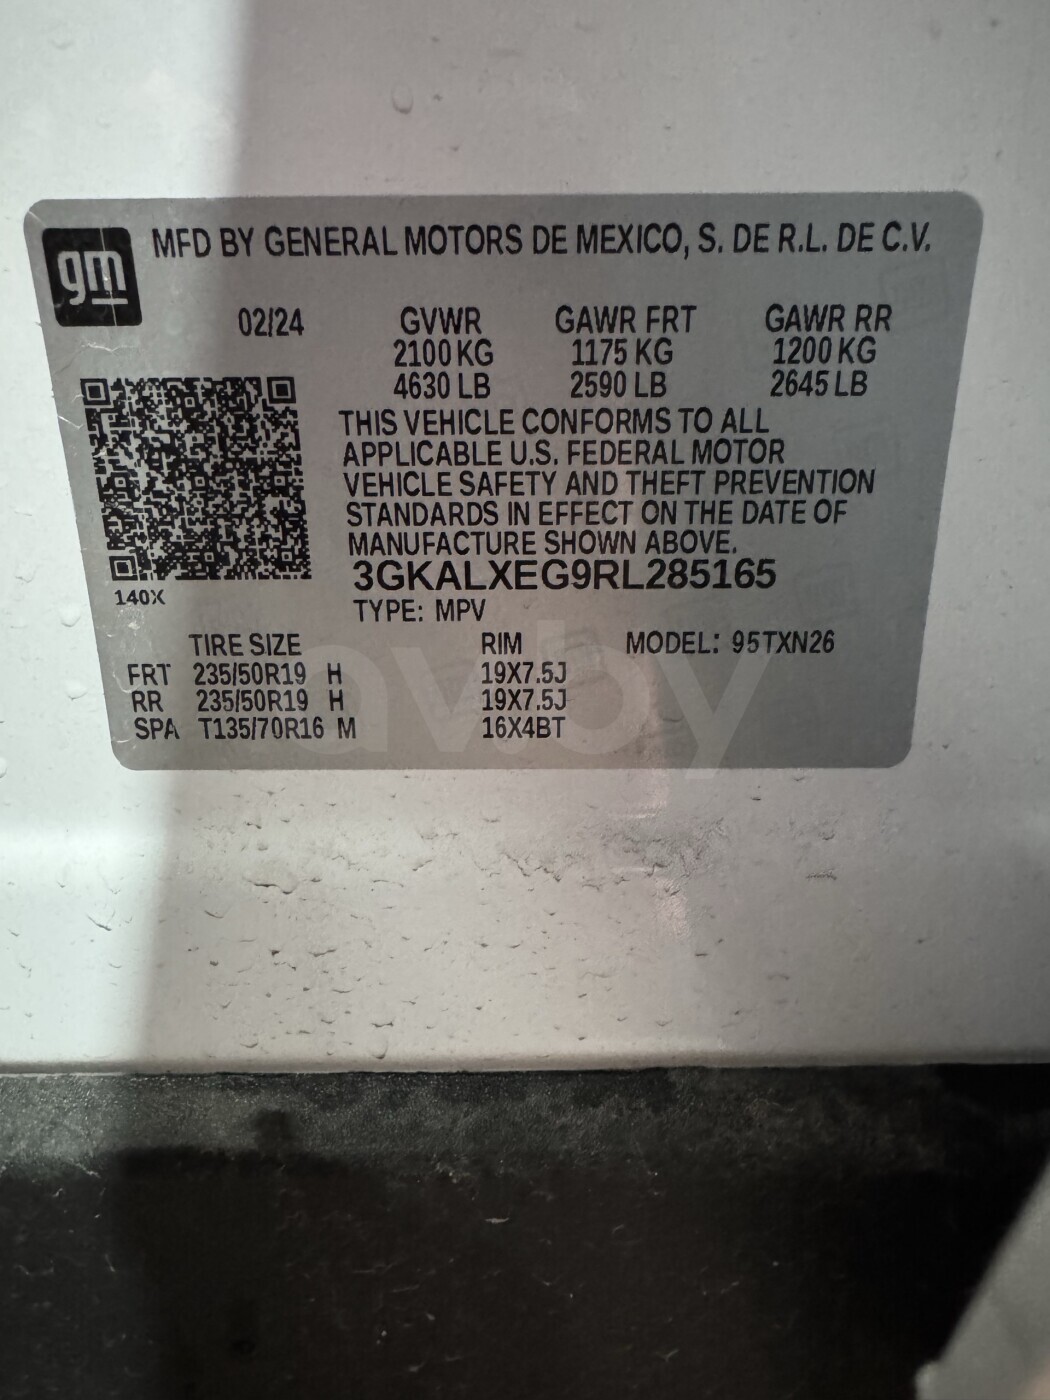 gm
MFD BY GENERAL MOTORS DE MEXICO, S. DE R.L. DE C.V.
02/24 GVWR GAWR FRT GAWR RR
2100 KG 1175 KG 1200 KG
4630 LB 2590 LB 2645 LB
THIS VEHICLE CONFORMS TO ALL
APPLICABLE U.S. FEDERAL MOTOR
VEHICLE SAFETY AND THEFT PREVENTION
STANDARDS IN EFFECT ON THE DATE OF
MANUFACTURE SHOWN ABOVE.
3GKALXEG9RL285165
140X
TYPE: MPV
TIRE SIZE RIM MODEL: 95TXN26
FRT 235/50R19 H 19X7.5J
RR 235/50R19 H 19X7.5J
SPA T135/70R16 M 16X4BT
av.by